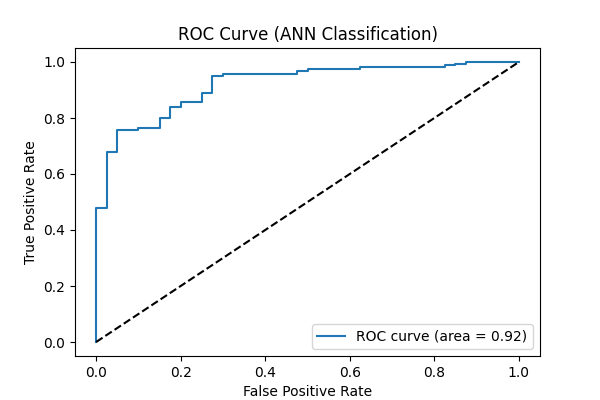 ROC Curve (ANN Classification)
True Positive Rate
1.0
0.8
0.6
0.4
0.2
0.0
ROC curve (area = 0.92)
0.0 0.2 0.4 0.6 0.8 1.0
False Positive Rate